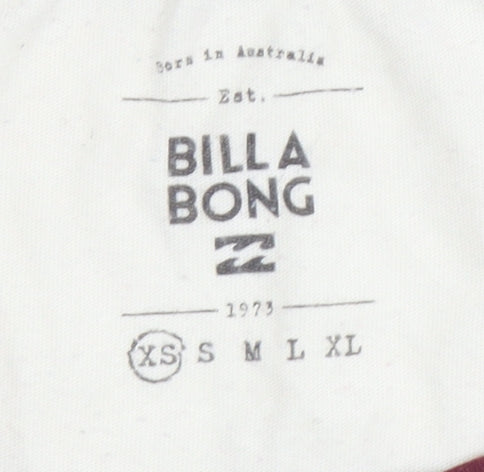 Born in Australia
Est.
BILLA
BONG
1973
XS S M L XL